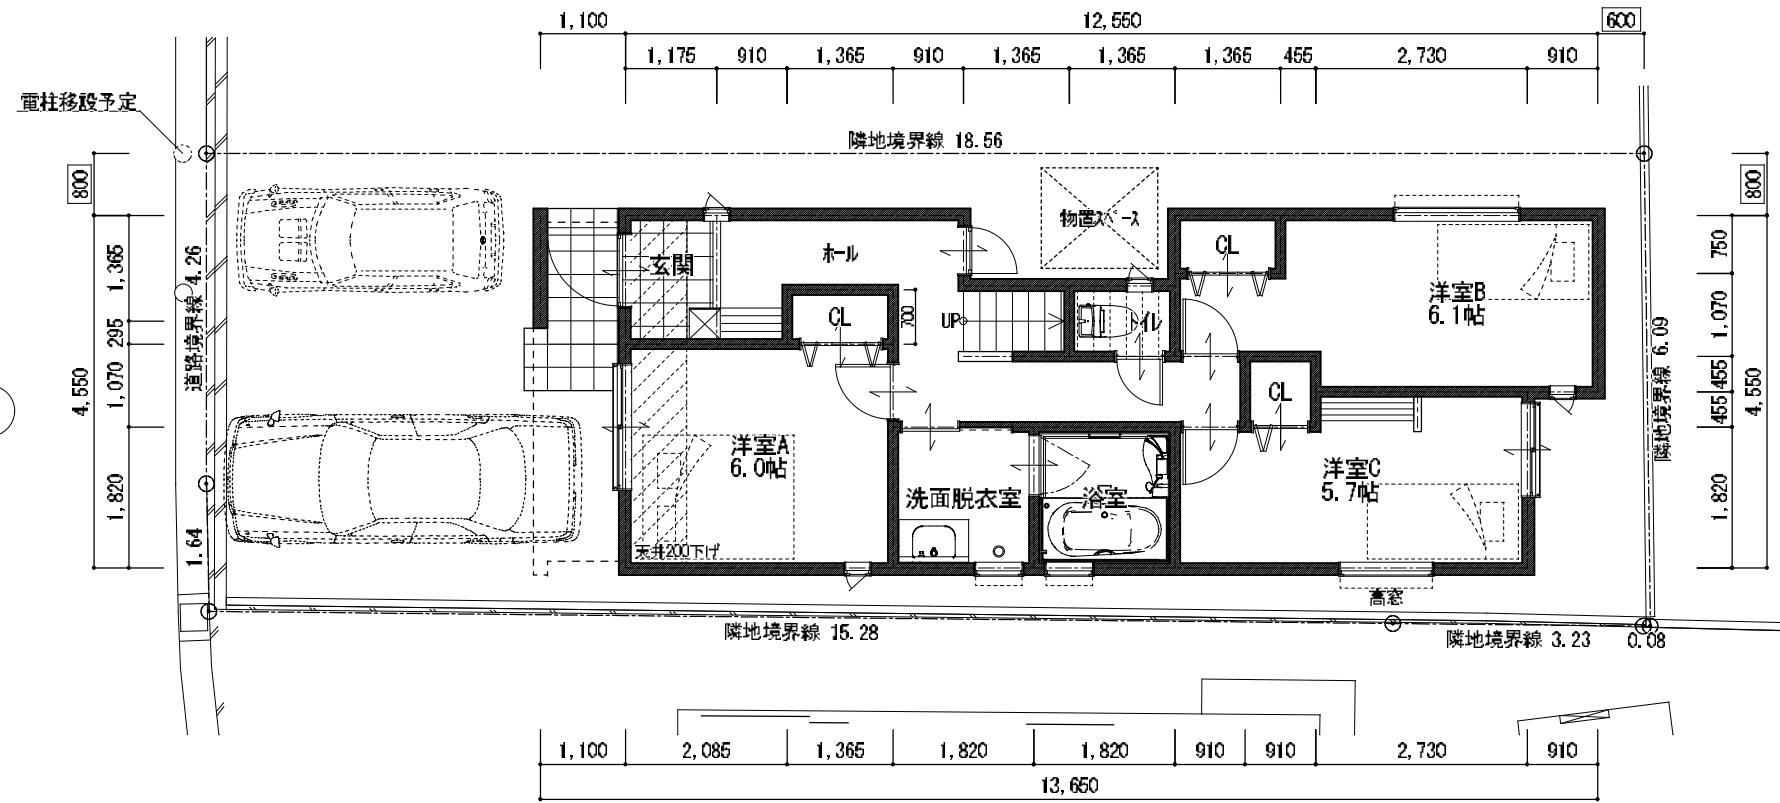 1,100
12,550
600
1,175
910
1,365
910
1,365
1,365
1,365
455
2,730
910
電柱移設予定
隣地境界線 18.56
800
800
物置スペース
CL
玄関
ホール
洋室B
6.1帖
CL
700
UP
トイレ
道路境界線 4.26
1,365
295
1,070
1,820
4,550
750
1,070
455
455
1,820
4,550
隣地境界線 6.09
CL
洋室A
6.0帖
洗面脱衣室
浴室
洋室C
5.7帖
天井200下げ
1.64
高窓
隣地境界線 15.28
隣地境界線 3.23
0.08
1,100
2,085
1,365
1,820
1,820
910
910
2,730
910
13,650